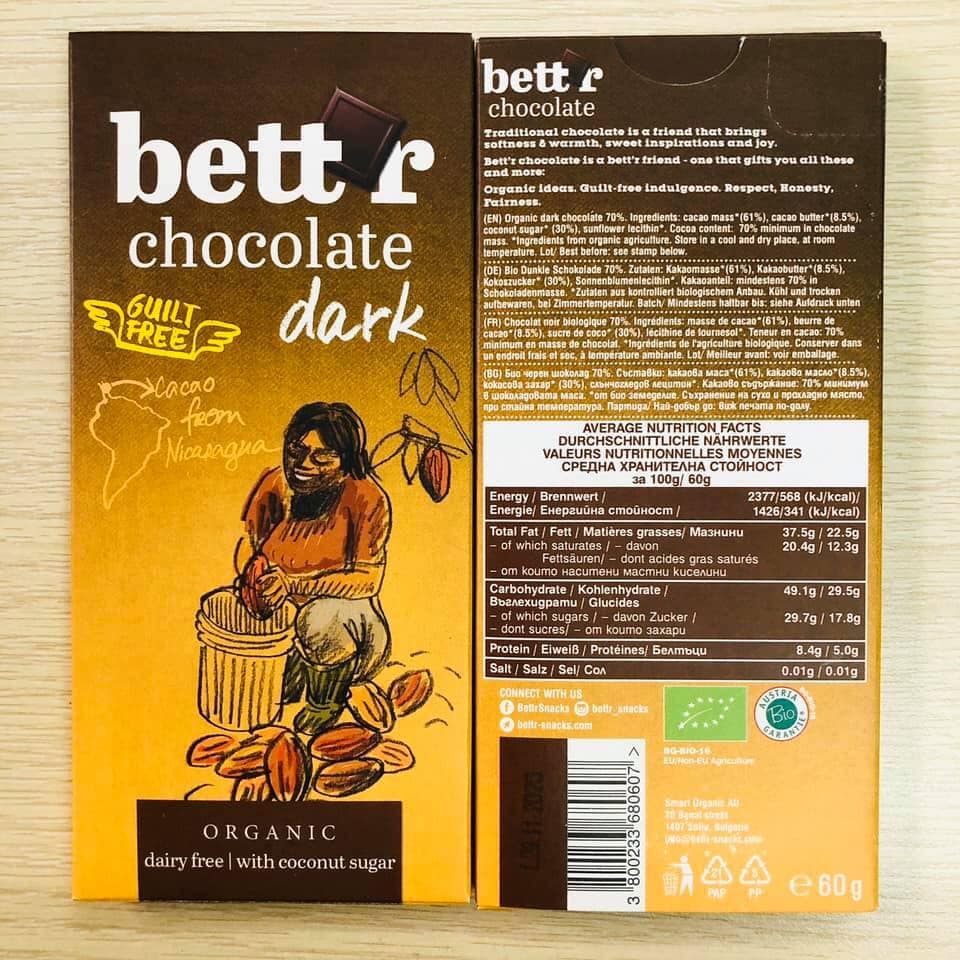 bett'r
chocolate
dark
GUILT
FREE
Cacao
from
Nicaragua
ORGANIC
dairy free | with coconut sugar
bett'r
chocolate
Traditional chocolate is a friend that brings
softness & warmth, sweet inspirations and joy.
Bett'r chocolate is a bett'r friend - one that gifts you all these
and more:
Organic ideas. Guilt-free indulgence. Respect, Honesty,
Fairness.
(EN) Organic dark chocolate 70%. Ingredients: cacao mass*(61%), cacao butter*(8.5%),
coconut sugar* (30%), sunflower lecithin*. Cocoa content: 70% minimum in chocolate
mass. *Ingredients from organic agriculture. Store in a cool and dry place, at room
temperature. Lot/ Best before: see stamp below.
(DE) Bio Dunkle Schokolade 70%. Zutaten: Kakaomasse*(61%), Kakaobutter*(8.5%),
Kokoszucker* (30%), Sonnenblumenlecithin*. Kakaoanteil: mindestens 70% in
Schokoladenmasse. *Zutaten aus kontrolliert biologischem Anbau. Kühl und trocken
aufbewaren, bei Zimmertemperatur. Batch/ Mindestens haltbar bis: siehe Aufdruck unten
(FR) Chocolat noir biologique 70%. Ingrédients: masse de cacao*(61%), beurre de
cacao*(8.5%), sucre de coco* (30%), lécithine de tournesol*. Teneur en cacao: 70%
minimum en masse de chocolat. *Ingrédients de l'agriculture biologique. Conserver dans
un endroit frais et sec, à température ambiante. Lot/ Meilleur avant: voir emballage.
(BG) Био черен шоколад 70%. Съставки: какаова маса*(61%), какаово масло*(8.5%),
кокосова захар* (30%), слънчогледов лецитин*. Какаово съдържание: 70% минимум
в шоколадовата маса. *от био земеделие. Съхранение на сухо и прохладно място,
при стайна температура. Партида/ Най-добър до: виж печата по-долу.
AVERAGE NUTRITION FACTS
DURCHSCHNITTLICHE NÄHRWERTE
VALEURS NUTRITIONNELLES MOYENNES
СРЕДНА ХРАНИТЕЛНА СТОЙНОСТ
за 100g/ 60g
Energy / Brennwert / 2377/568 (kJ/kcal)/
Energie/ Енергийна стойност / 1426/341 (kJ/kcal)
Total Fat / Fett / Matières grasses/ Мазнини 37.5g / 22.5g
- of which saturates / - davon 20.4g / 12.3g
Fettsäuren/ - dont acides gras saturés
- от които наситени мастни киселини
Carbohydrate / Kohlenhydrate / 49.1g / 29.5g
Въглехидрати / Glucides
- of which sugars / - davon Zucker / 29.7g / 17.8g
- dont sucres/ - от които захари
Protein / Eiweiß / Protéines/ Белтъци 8.4g / 5.0g
Salt / Salz / Sel/ Сол 0.01g / 0.01g
CONNECT WITH US
BettrSnacks bettr_snacks
bettr-snacks.com
AUSTRIA
Bio
GARANTIE
BG-BIO-16
EU/Non-EU Agriculture
Smart Organic AD
1407 Sofia, Bulgaria
3 800233 680607 >
21
PAP
5
PP
e 60 g